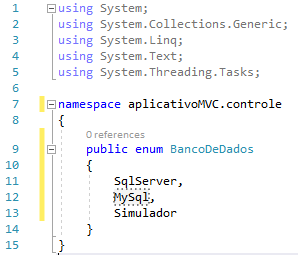 1 using System;
2 using System.Collections.Generic;
3 using System.Linq;
4 using System.Text;
5 using System.Threading.Tasks;
6
7 namespace aplicativoMVC.controle
8 {
0 references
9 public enum BancoDeDados
10 {
11 SqlServer,
12 MySql,
13 Simulador
14 }
15 }